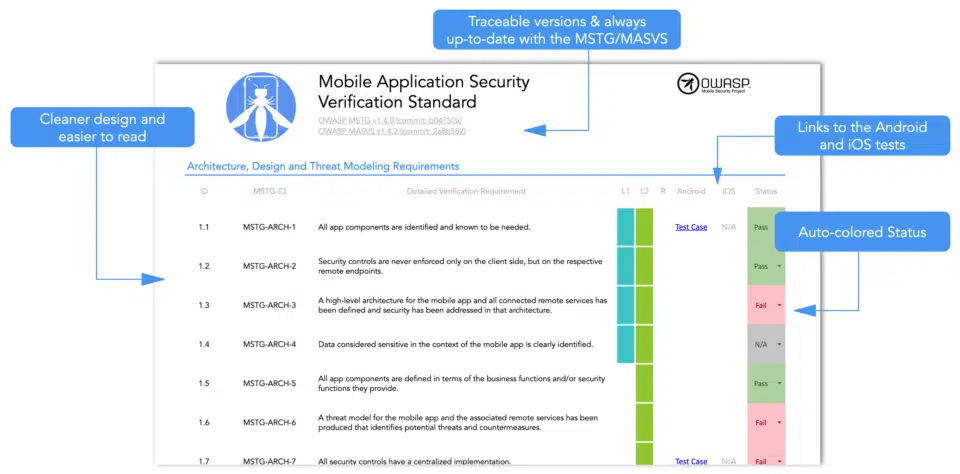 Traceable versions & always
up-to-date with the MSTG/MASVS
Mobile Application Security
Verification Standard
OWASP MSTG v1.4.0 (commit: b04750a)
OWASP MASVS v1.4.2 (commit: 2a8b582)
OWASP
Mobile Security Project
Cleaner design and
easier to read
Links to the Android
and iOS tests
Architecture, Design and Threat Modeling Requirements
ID MSTG-ID Detailed Verification Requirement L1 L2 R Android iOS Status
1.1 MSTG-ARCH-1 All app components are identified and known to be needed. Test Case N/A Pass
Auto-colored Status
1.2 MSTG-ARCH-2 Security controls are never enforced only on the client side, but on the respective
remote endpoints. Pass
1.3 MSTG-ARCH-3 A high-level architecture for the mobile app and all connected remote services has
been defined and security has been addressed in that architecture. Fail
1.4 MSTG-ARCH-4 Data considered sensitive in the context of the mobile app is clearly identified. N/A
1.5 MSTG-ARCH-5 All app components are defined in terms of the business functions and/or security
functions they provide. Pass
1.6 MSTG-ARCH-6 A threat model for the mobile app and the associated remote services has been
produced that identifies potential threats and countermeasures. Fail
1.7 MSTG-ARCH-7 All security controls have a centralized implementation. Test Case N/A Fail